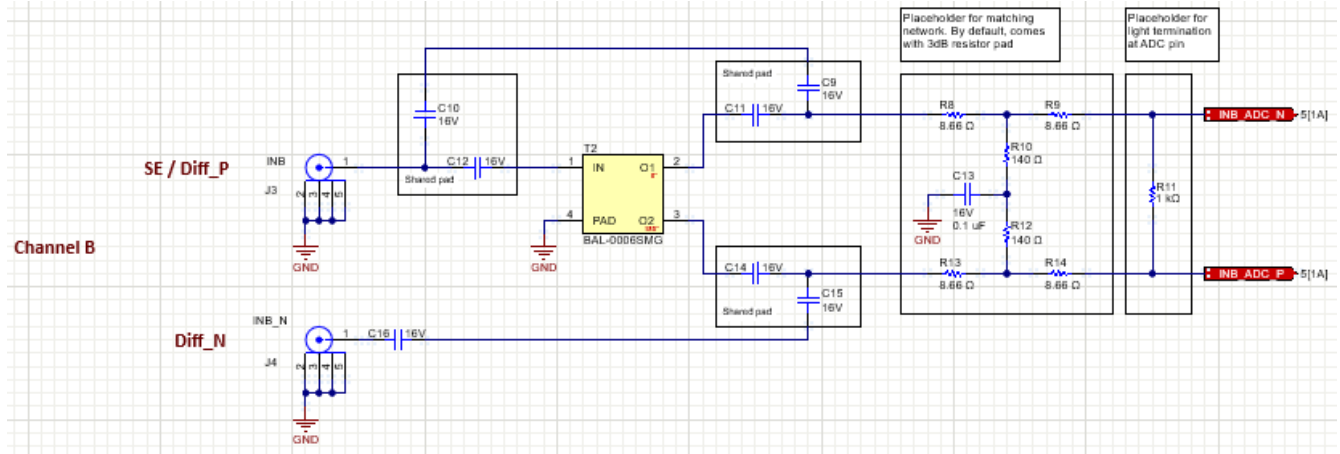 Placeholder for matching
network. By default, comes
with 3dB resistor pad
Placeholder for
light termination
at ADC pin
Shared pad
C9
16V
C10
16V
C11 16V
R8
8.66 Ω
R9
8.66 Ω
INB_ADC_N 5[1A]
SE / Diff_P
INB
1
J3
2 3 4 5
GND
C12 16V
Shared pad
T2
1 IN O1 2
4 PAD O2 3
BAL-0006SMG
GND
R10
140 Ω
C13
16V
0.1 uF
GND
R12
140 Ω
R11
1 kΩ
Channel B
C14 16V
C15
16V
Shared pad
R13
8.66 Ω
R14
8.66 Ω
INB_ADC_P 5[1A]
Diff_N
INB_N
1
J4
2 3 4 5
GND
C16 16V